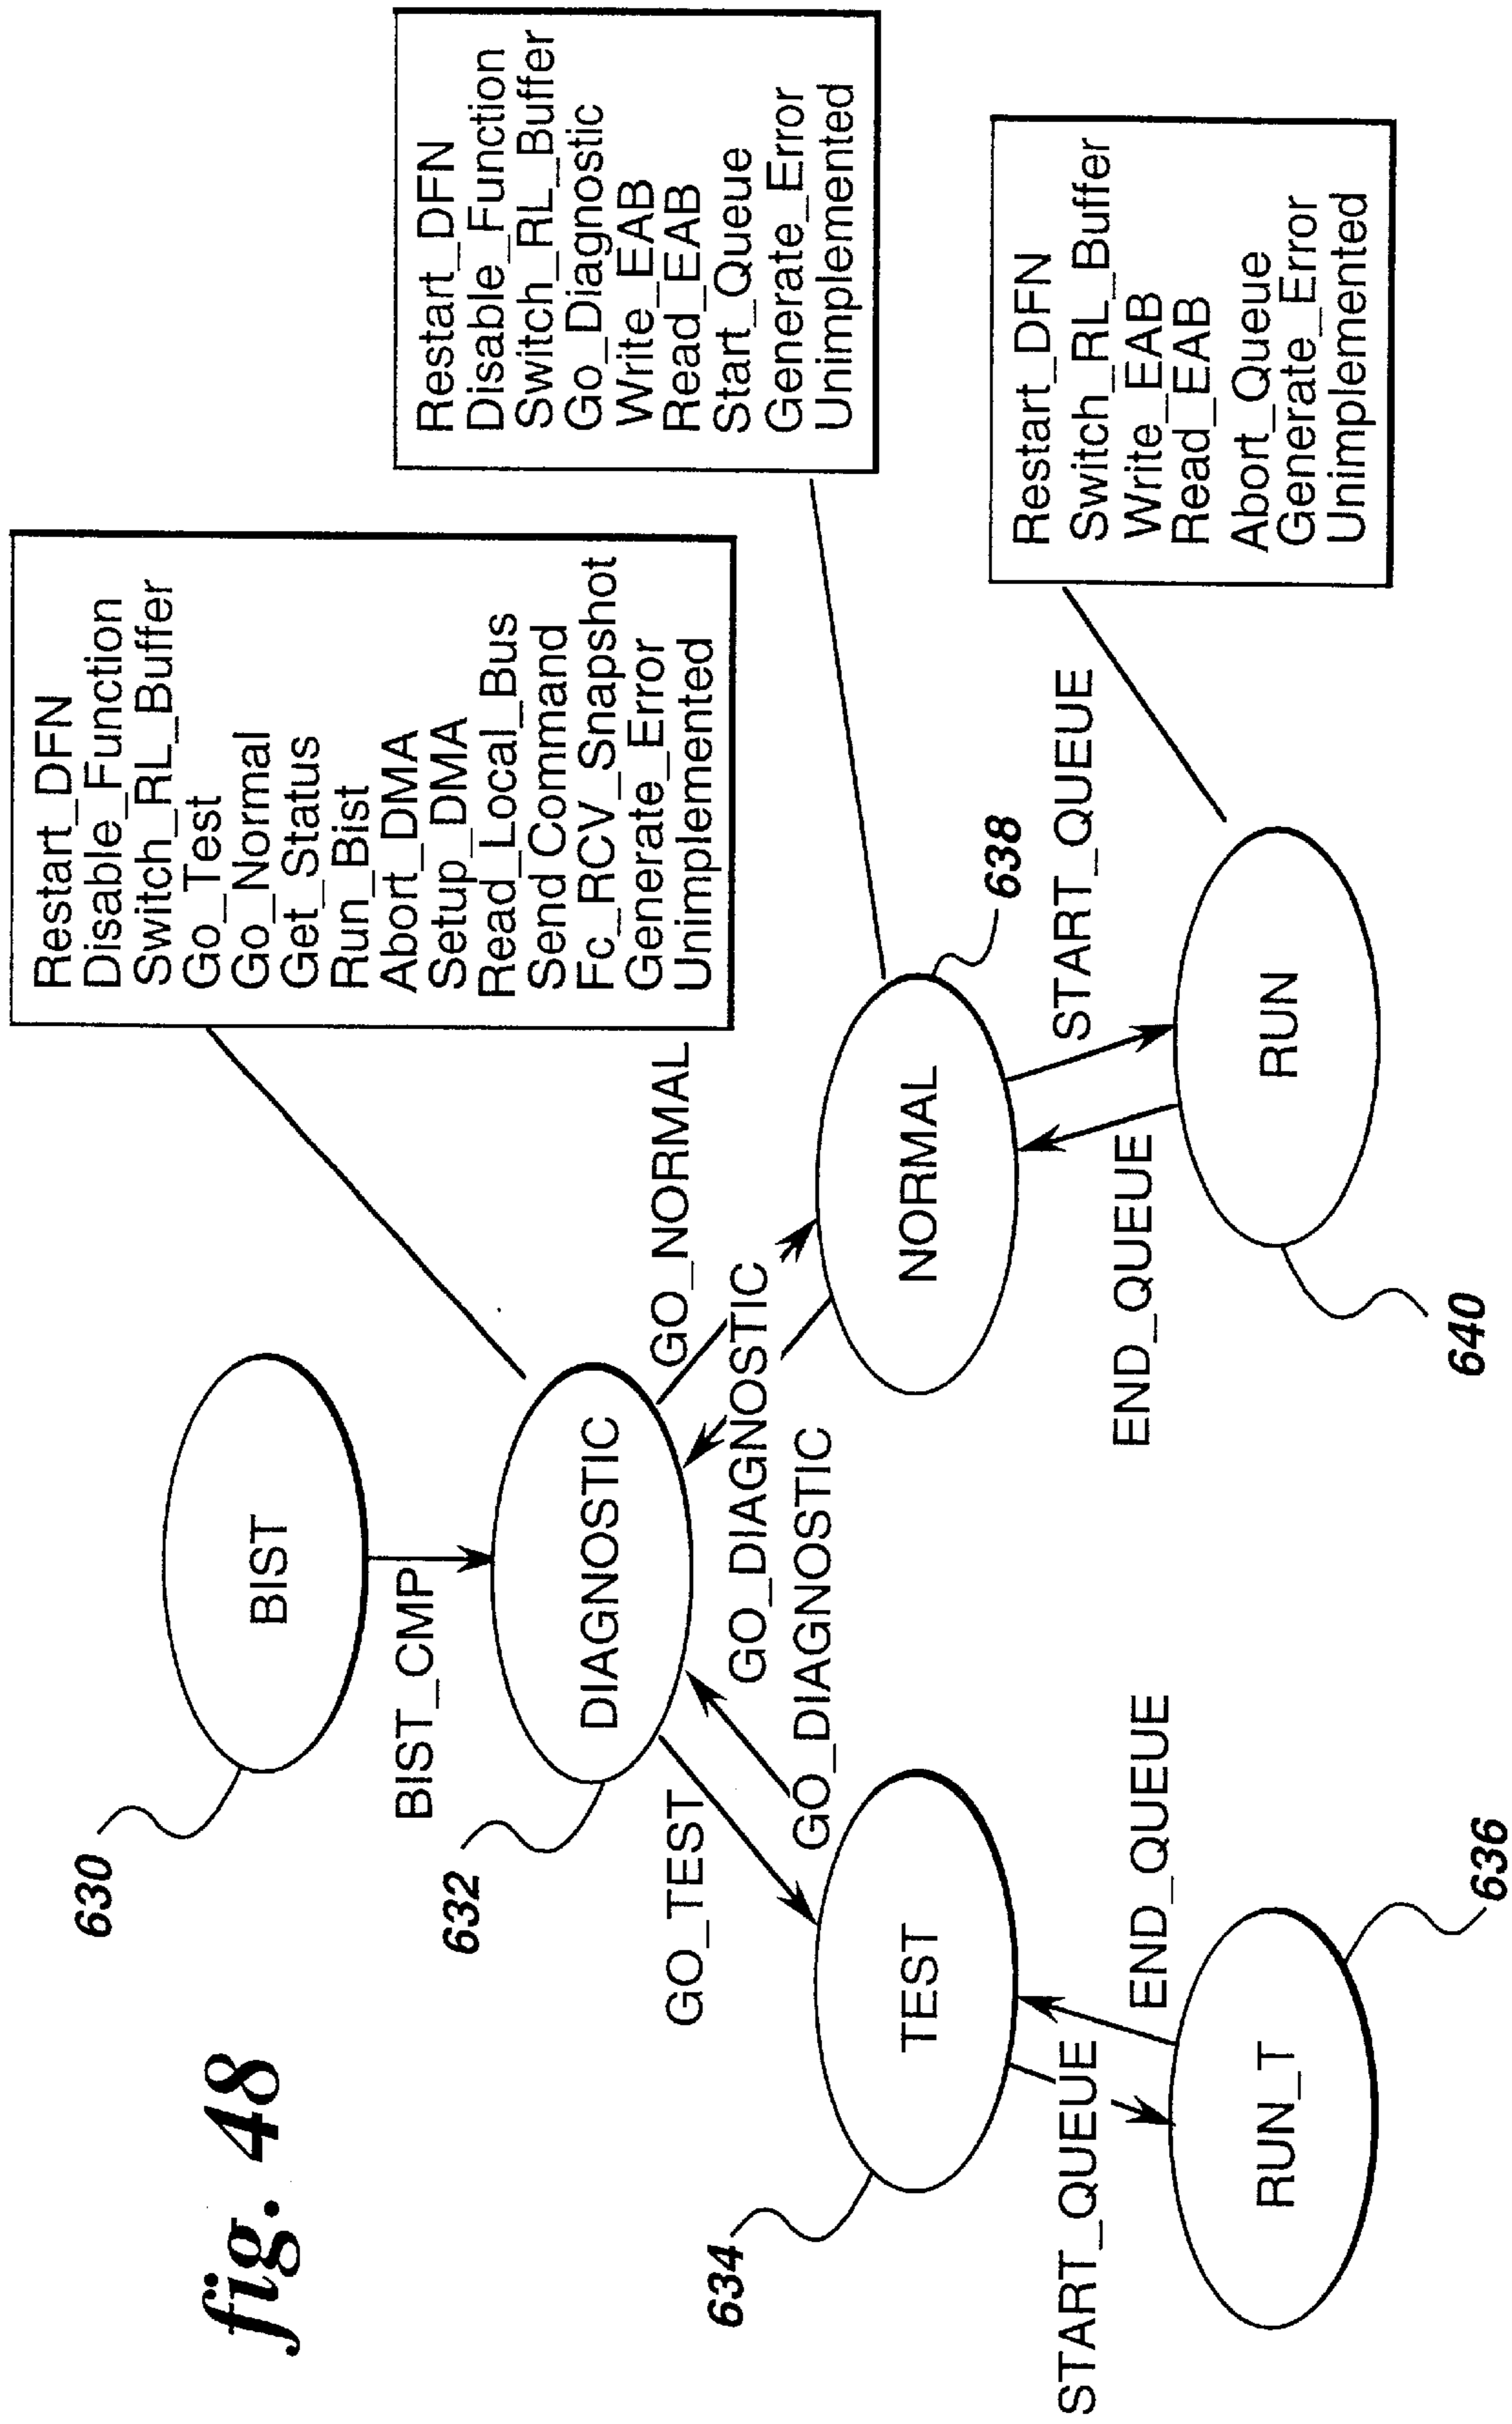 fig. 48
630
BIST
BIST_CMP
632
DIAGNOSTIC
Restart_DFN
Disable_Function
Switch_RL_Buffer
Go_Test
Go_Normal
Get_Status
Run_Bist
Abort_DMA
Setup_DMA
Read_Local_Bus
Send Command
Fc_RCV_Snapshot
Generate_Error
Unimplemented
GO_TEST
GO_DIAGNOSTIC
GO_DIAGNOSTIC
GO_NORMAL
634
TEST
NORMAL
638
Restart_DFN
Disable_Function
Switch_RL_Buffer
Go_Diagnostic
Write_EAB
Read_EAB
Start_Queue
Generate_Error
Unimplemented
START_QUEUE
END_QUEUE
END_QUEUE
START_QUEUE
RUN_T
636
RUN
640
Restart_DFN
Switch_RL_Buffer
Write_EAB
Read_EAB
Abort_Queue
Generate_Error
Unimplemented